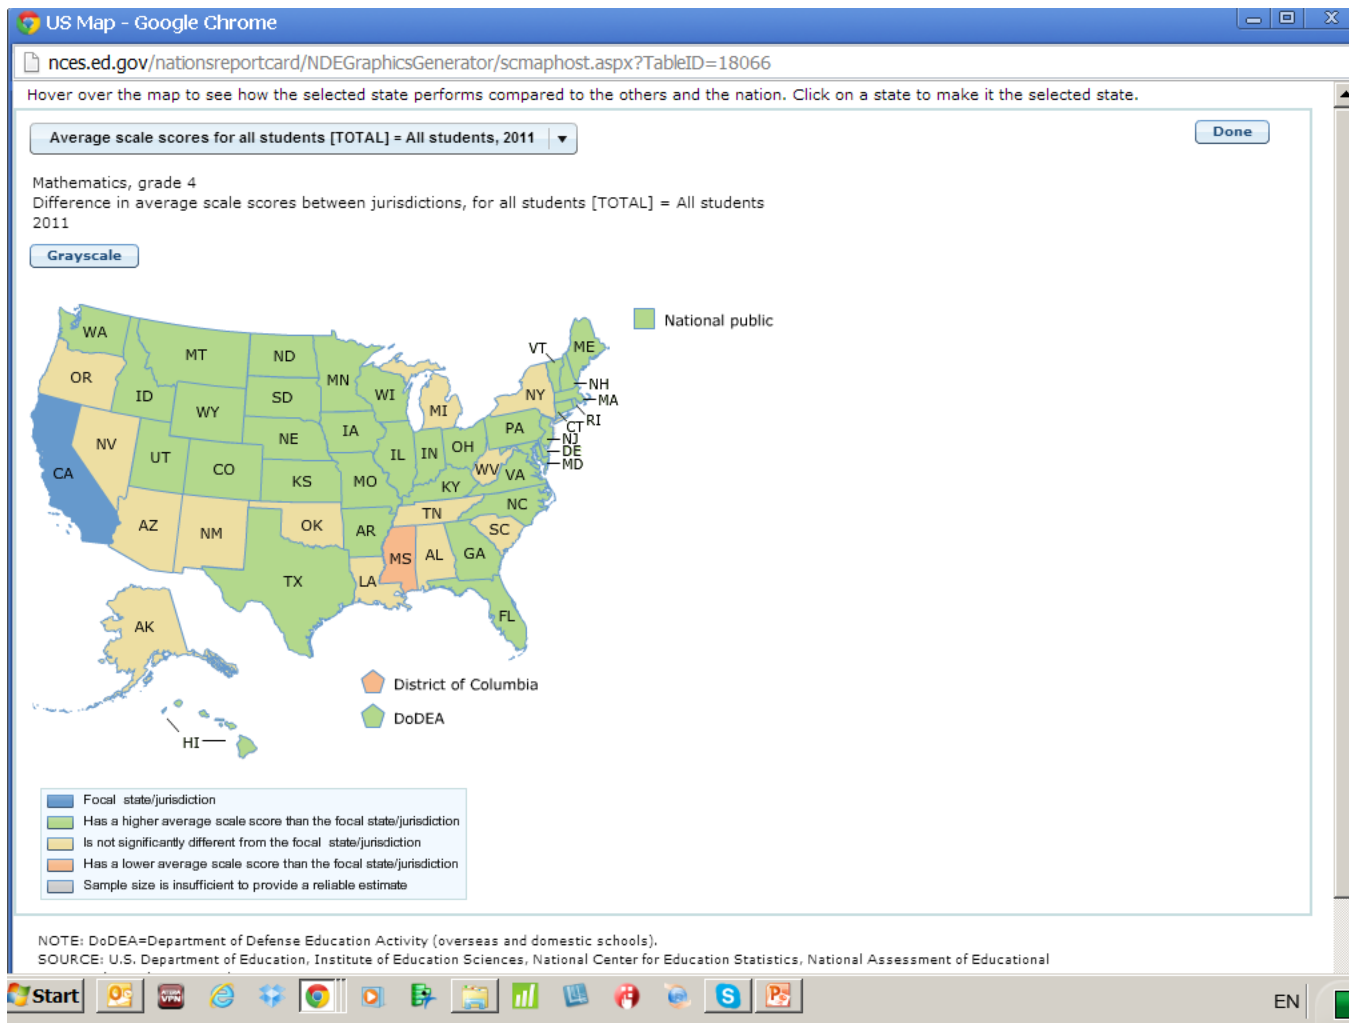 US Map - Google Chrome
nces.ed.gov/nationsreportcard/NDEGraphicsGenerator/scmaphost.aspx?TableID=18066
Hover over the map to see how the selected state performs compared to the others and the nation. Click on a state to make it the selected state.
Average scale scores for all students [TOTAL] = All students, 2011
Done
Mathematics, grade 4
Difference in average scale scores between jurisdictions, for all students [TOTAL] = All students
2011
Grayscale
National public
WA
MT
ND
MN
VT
ME
OR
ID
WY
SD
WI
MI
NY
NH
MA
RI
CT
NV
UT
CO
NE
IA
IL
IN
OH
PA
NJ
DE
MD
CA
KS
MO
KY
WV
VA
AZ
NM
OK
AR
TN
NC
SC
TX
LA
MS
AL
GA
FL
AK
HI
District of Columbia
DoDEA
Focal state/jurisdiction
Has a higher average scale score than the focal state/jurisdiction
Is not significantly different from the focal state/jurisdiction
Has a lower average scale score than the focal state/jurisdiction
Sample size is insufficient to provide a reliable estimate
NOTE: DoDEA=Department of Defense Education Activity (overseas and domestic schools).
SOURCE: U.S. Department of Education, Institute of Education Sciences, National Center for Education Statistics, National Assessment of Educational
Start
VPN
EN